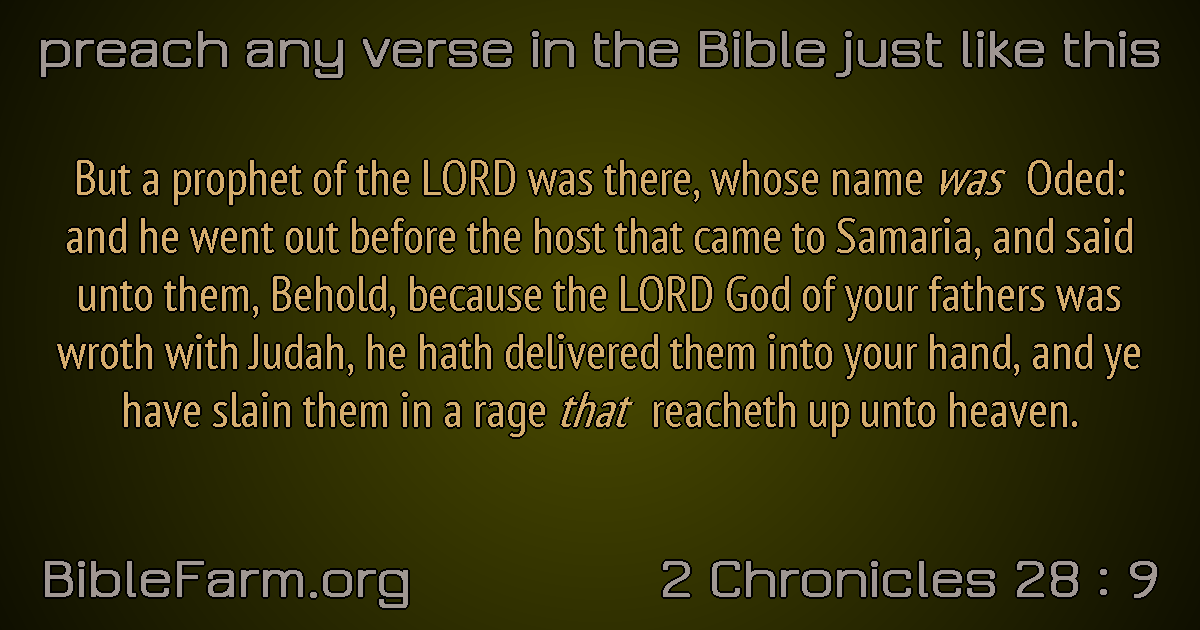 preach any verse in the Bible just like this
But a prophet of the LORD was there, whose name was Oded:
and he went out before the host that came to Samaria, and said
unto them, Behold, because the LORD God of your fathers was
wroth with Judah, he hath delivered them into your hand, and ye
have slain them in a rage that reacheth up unto heaven.
BibleFarm.org
2 Chronicles 28 : 9